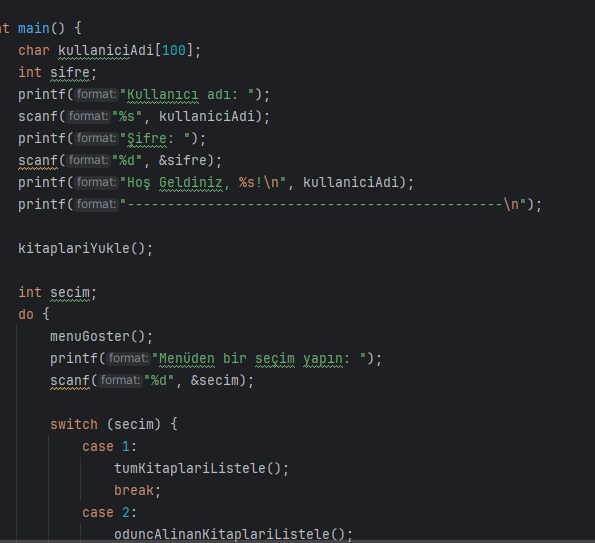 nt main() {
char kullaniciAdi[100];
int sifre;
printf( format: "Kullanıcı adı: ");
scanf( format: "%s", kullaniciAdi);
printf( format: "Şifre: ");
scanf( format: "%d", &sifre);
printf( format: "Hoş Geldiniz, %s!\n", kullaniciAdi);
printf( format: "-----------------------------------------------\n");
kitaplariYukle();
int secim;
do {
menuGoster();
printf( format: "Menüden bir seçim yapın: ");
scanf( format: "%d", &secim);
switch (secim) {
case 1:
tumKitaplariListele();
break;
case 2:
oduncAlinanKitaplariListele();